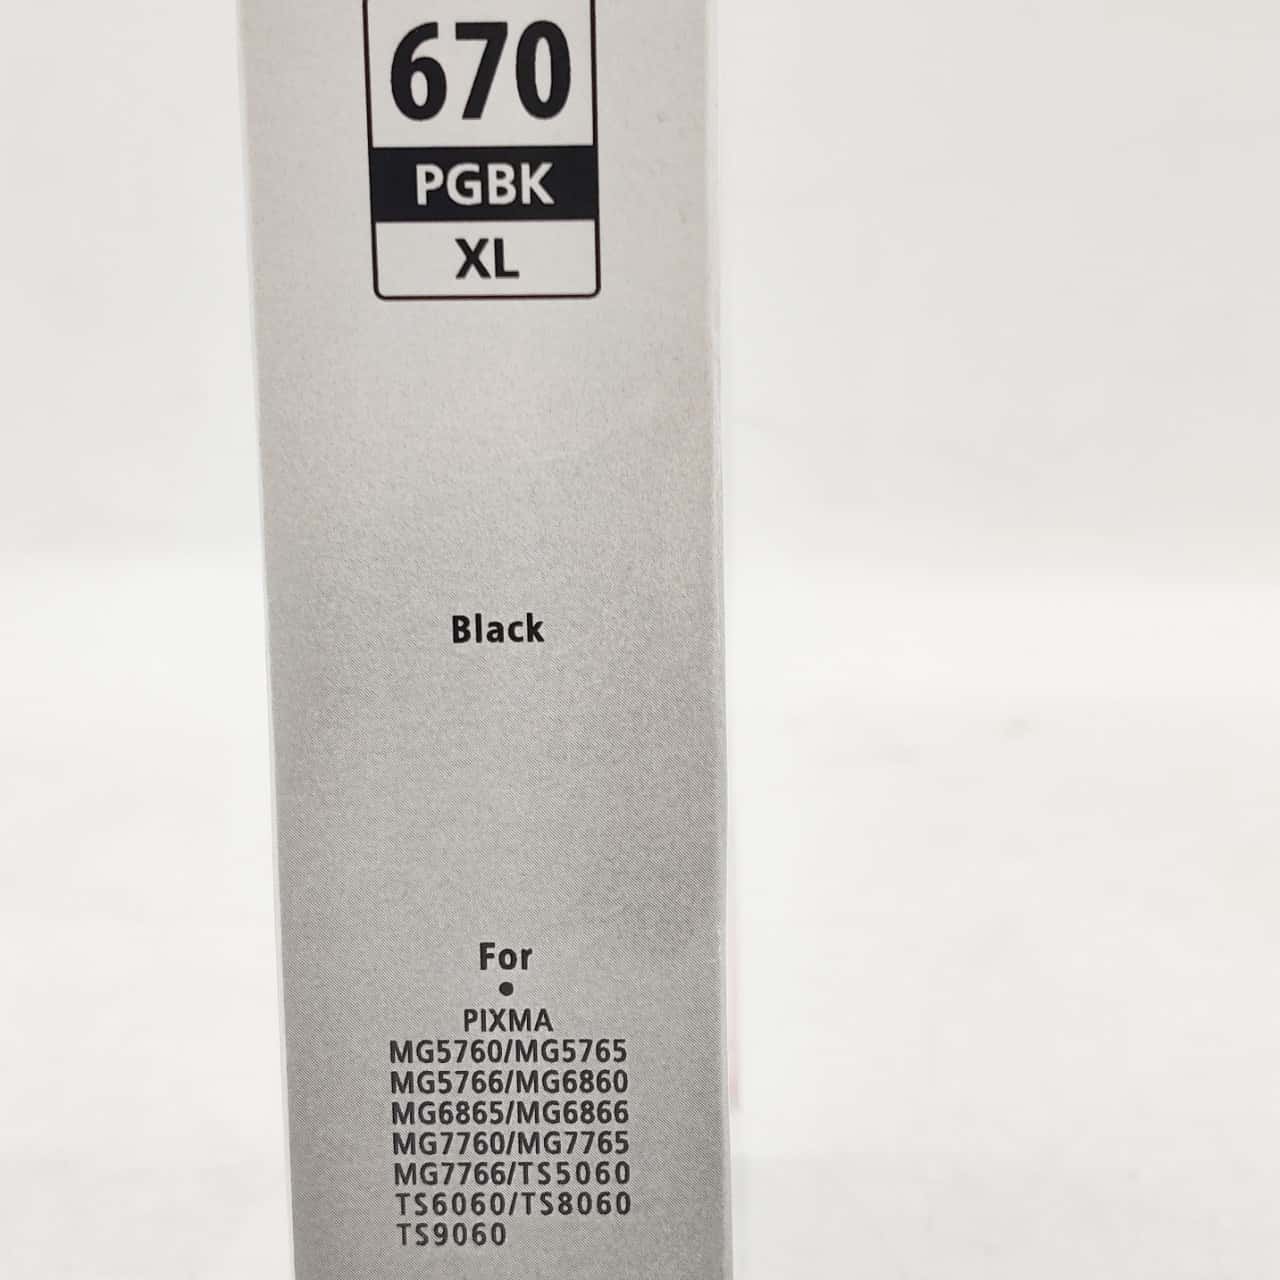 670
PGBK
XL
Black
For
●
PIXMA
MG5760/MG5765
MG5766/MG6860
MG6865/MG6866
MG7760/MG7765
MG7766/TS5060
TS6060/TS8060
TS9060